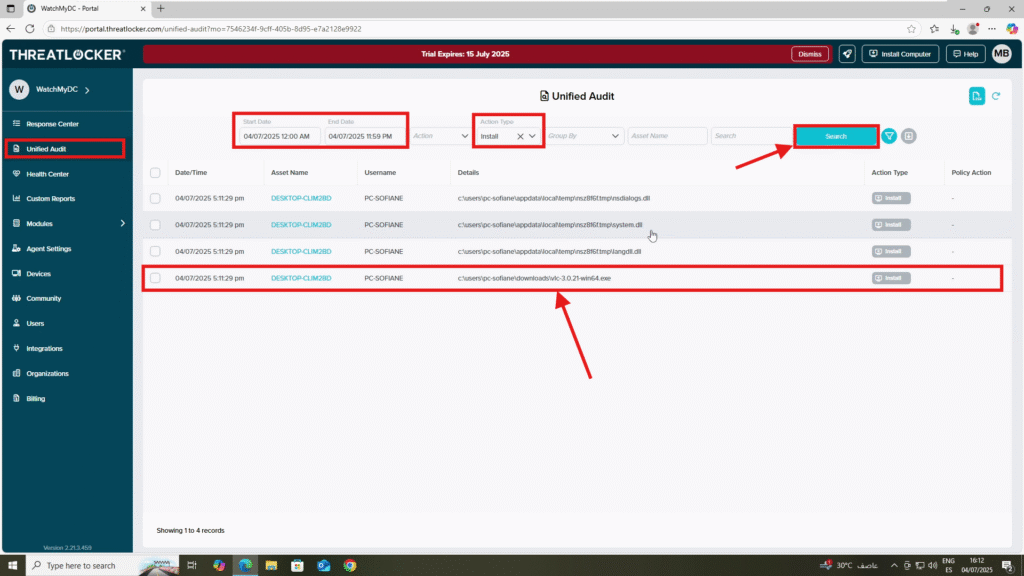 WatchMyDC - Portal
https://portal.threatlocker.com/unified-audit?mo=7546234f-9cff-405b-8d95-e7a2128e9922
THREATLOCKER
Trial Expires: 15 July 2025
Dismiss
Install Computer
Help
MB
W
WatchMyDC
Response Center
Unified Audit
Health Center
Custom Reports
Modules
Agent Settings
Devices
Community
Users
Integrations
Organizations
Billing
Version 2.21.3.459
Unified Audit
Start Date End Date Action Type
04/07/2025 12:00 AM 04/07/2025 11:59 PM Action Install Group By Asset Name Search Search
Date/Time Asset Name Username Details Action Type Policy Action
04/07/2025 5:11:29 pm DESKTOP-CLIM2BD PC-SOFIANE c:\users\pc-sofiane\appdata\local\temp\nsz8f6f.tmp\nsdialogs.dll Install -
04/07/2025 5:11:29 pm DESKTOP-CLIM2BD PC-SOFIANE c:\users\pc-sofiane\appdata\local\temp\nsz8f6f.tmp\system.dll Install -
04/07/2025 5:11:29 pm DESKTOP-CLIM2BD PC-SOFIANE c:\users\pc-sofiane\appdata\local\temp\nsz8f6f.tmp\langdll.dll Install -
04/07/2025 5:11:29 pm DESKTOP-CLIM2BD PC-SOFIANE c:\users\pc-sofiane\downloads\vlc-3.0.21-win64.exe Install -
Showing 1 to 4 records
Type here to search
30°C عاصف
ENG
ES
16:12
04/07/2025
2